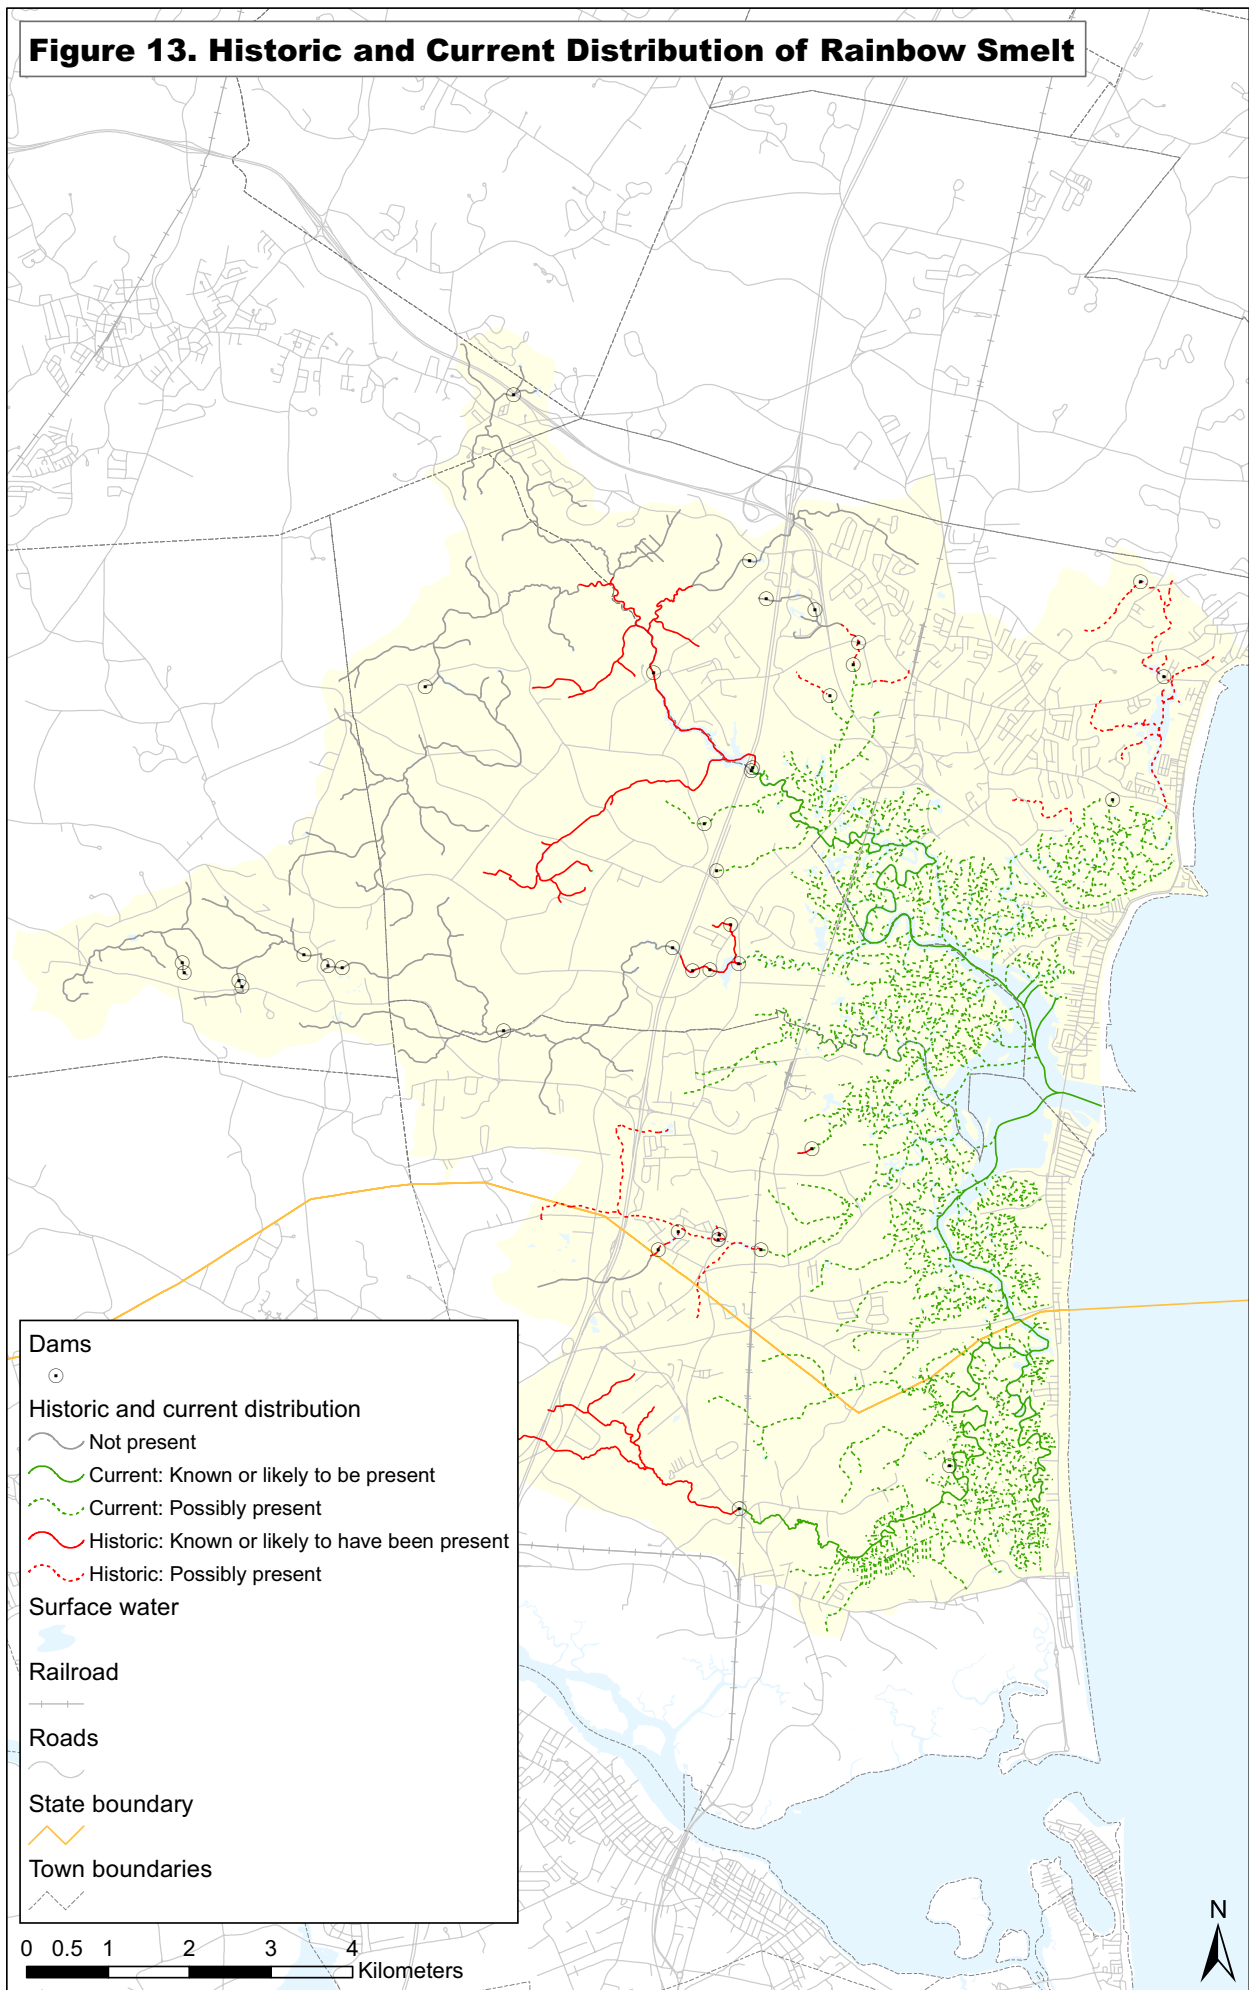 Figure 13. Historic and Current Distribution of Rainbow Smelt
Dams
Historic and current distribution
Not present
Current: Known or likely to be present
Current: Possibly present
Historic: Known or likely to have been present
Historic: Possibly present
Surface water
Railroad
Roads
State boundary
Town boundaries
0 0.5 1 2 3 4
Kilometers
N